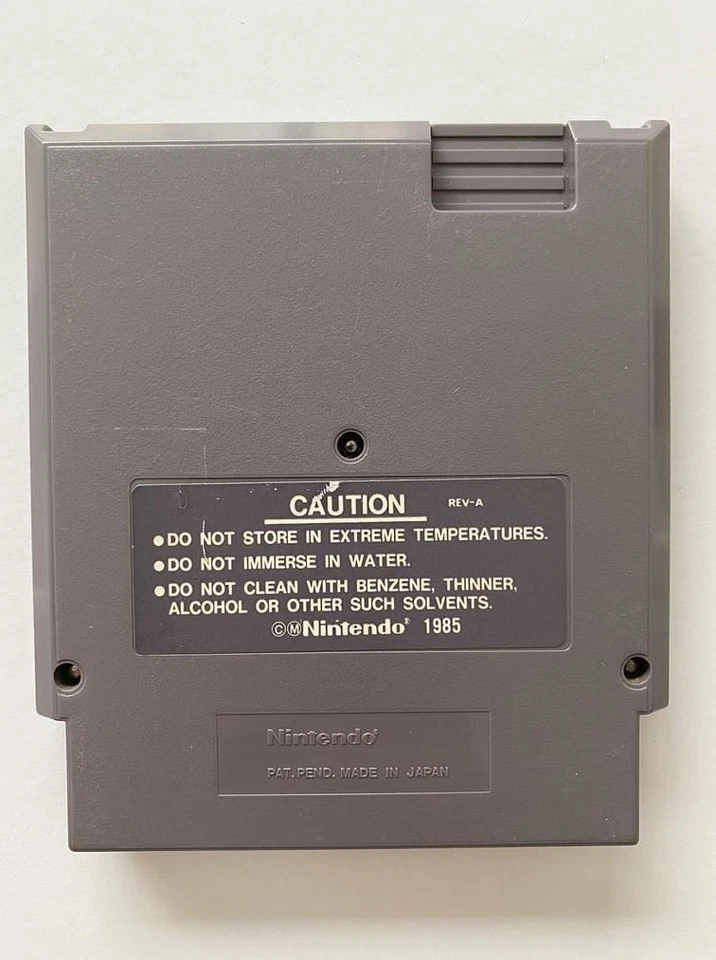 CAUTION REV-A
●DO NOT STORE IN EXTREME TEMPERATURES.
●DO NOT IMMERSE IN WATER.
●DO NOT CLEAN WITH BENZENE, THINNER,
ALCOHOL OR OTHER SUCH SOLVENTS.
©ⓂNintendo® 1985
Nintendo®
PAT.PEND. MADE IN JAPAN